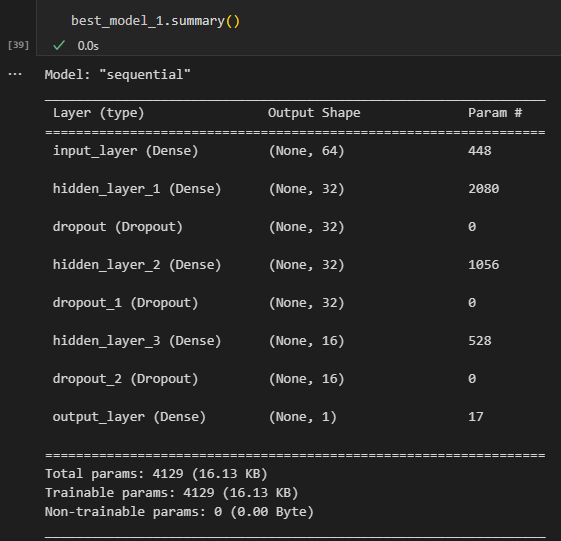 best_model_1.summary()
[39] ✓ 0.0s
... Model: "sequential"
Layer (type) Output Shape Param #
input_layer (Dense) (None, 64) 448
hidden_layer_1 (Dense) (None, 32) 2080
dropout (Dropout) (None, 32) 0
hidden_layer_2 (Dense) (None, 32) 1056
dropout_1 (Dropout) (None, 32) 0
hidden_layer_3 (Dense) (None, 16) 528
dropout_2 (Dropout) (None, 16) 0
output_layer (Dense) (None, 1) 17
Total params: 4129 (16.13 KB)
Trainable params: 4129 (16.13 KB)
Non-trainable params: 0 (0.00 Byte)